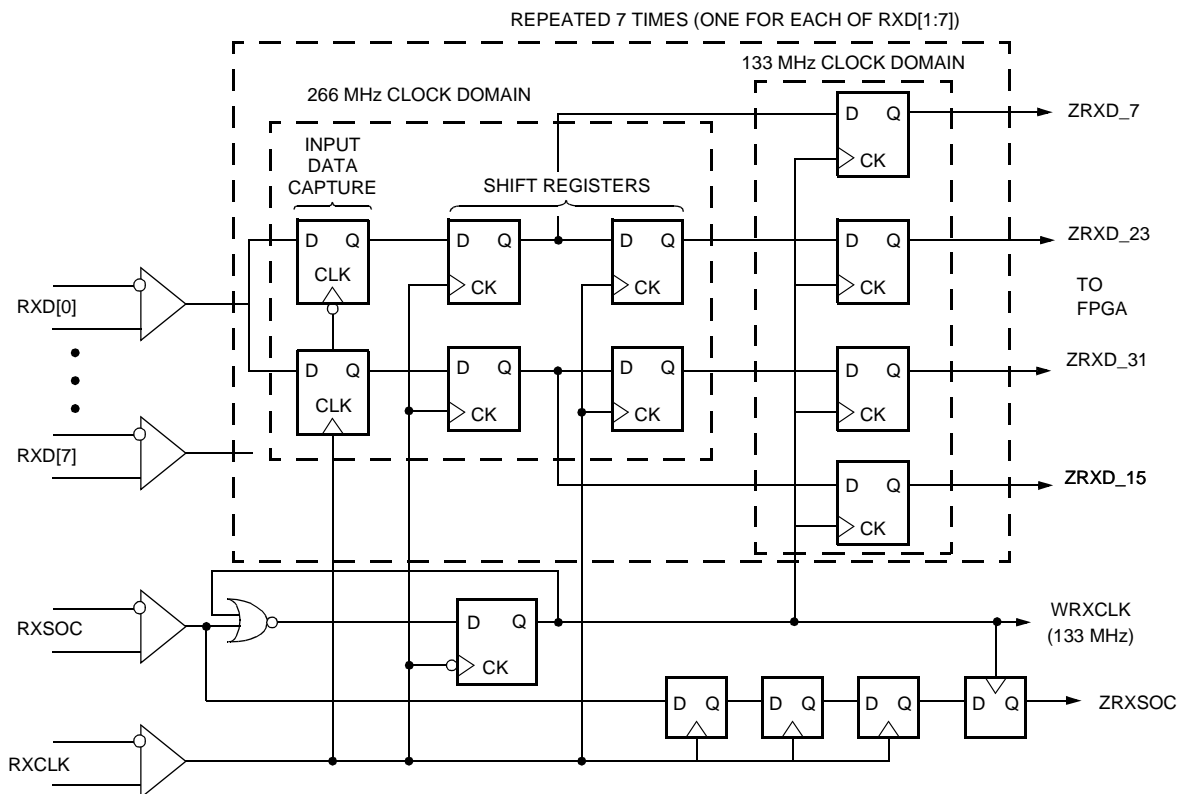 REPEATED 7 TIMES (ONE FOR EACH OF RXD[1:7])
133 MHz CLOCK DOMAIN
266 MHz CLOCK DOMAIN
INPUT
DATA
CAPTURE
SHIFT REGISTERS
D Q
CK
ZRXD_7
D Q
CLK
D Q
CK
D Q
CK
D Q
CK
ZRXD_23
RXD[0]
TO
FPGA
D Q
CLK
D Q
CK
D Q
CK
D Q
CK
ZRXD_31
RXD[7]
D Q
CK
ZRXD_15
RXSOC
D Q
CK
WRXCLK
(133 MHz)
D Q
D Q
D Q
D Q
ZRXSOC
RXCLK